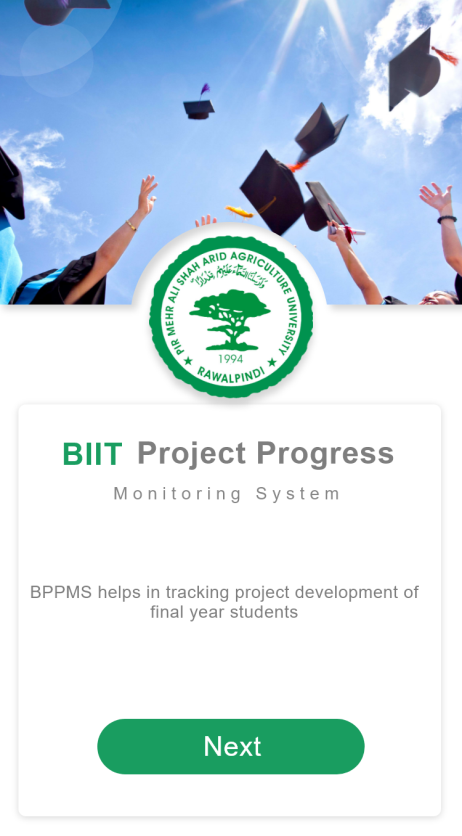 PIR MEHR ALI SHAH ARID AGRICULTURE UNIVERSITY
1994
★ RAWALPINDI ★
BIIT Project Progress
Monitoring System
BPPMS helps in tracking project development of
final year students
Next